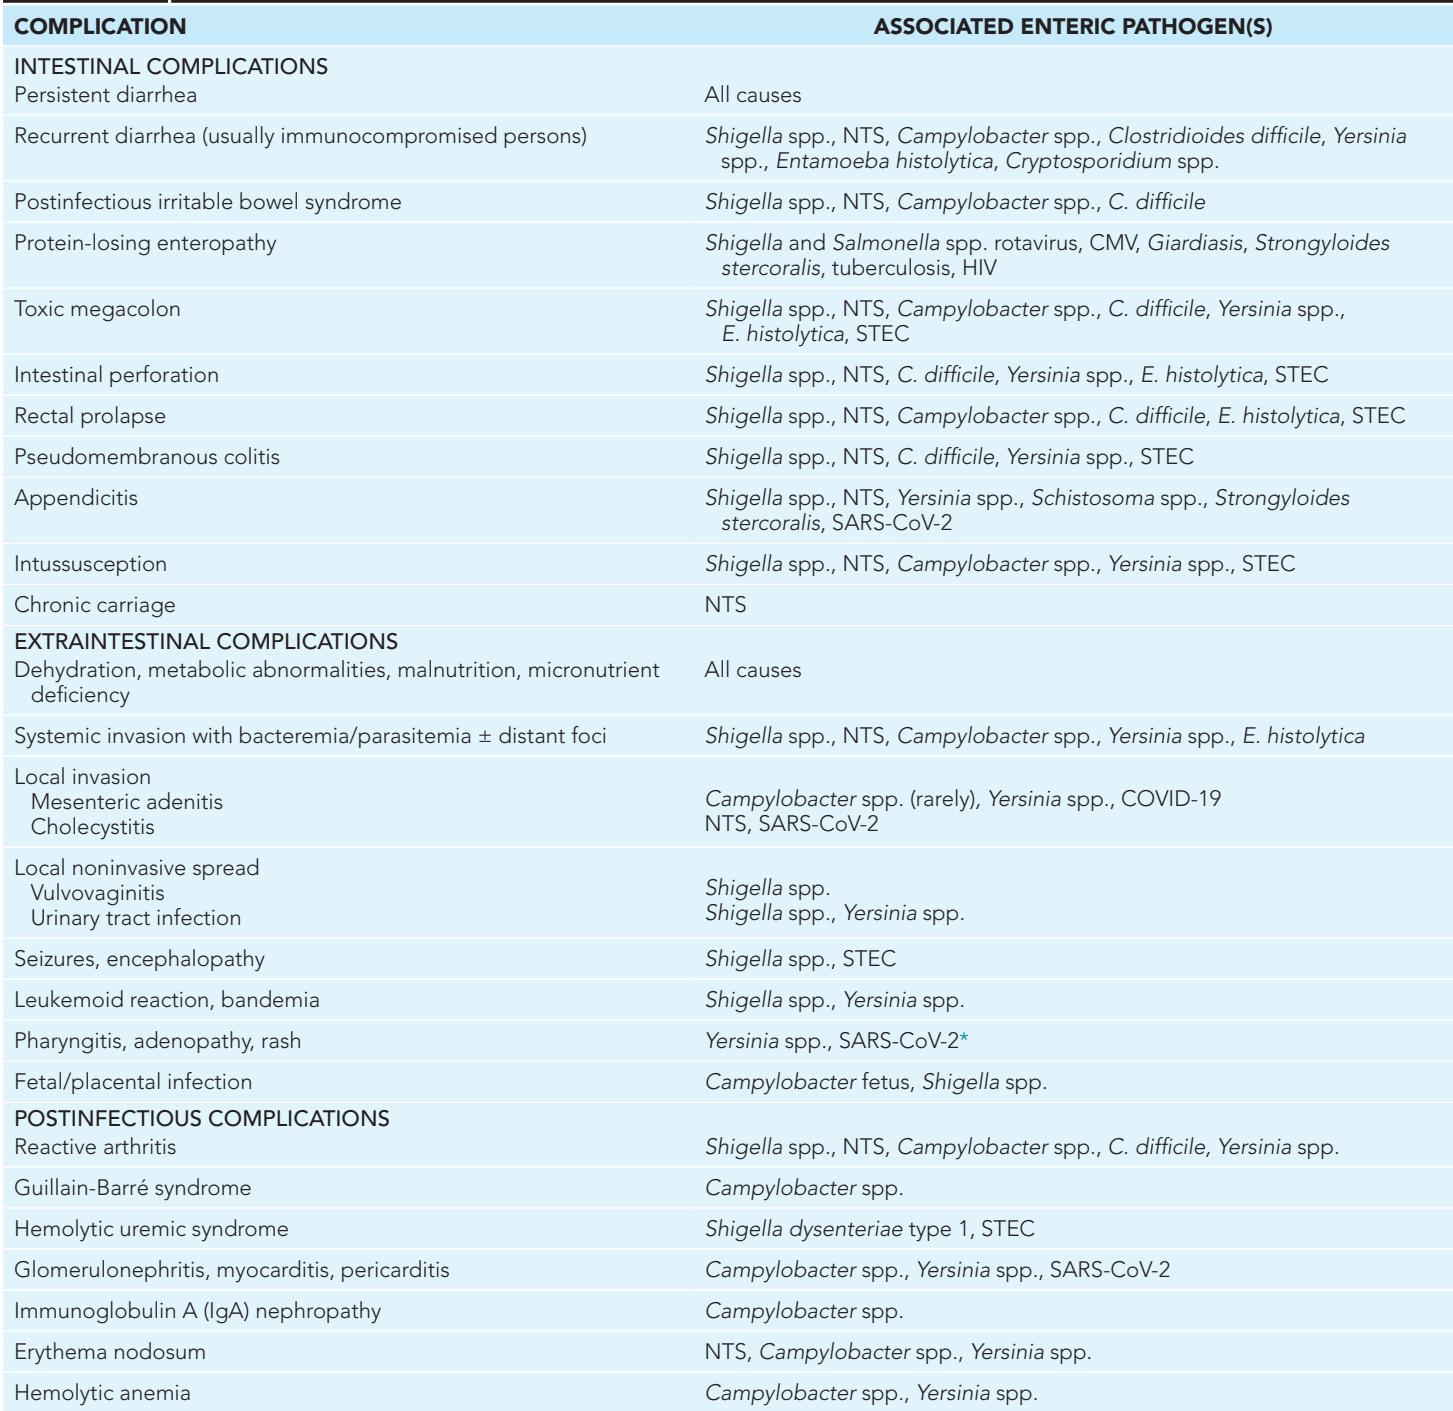 COMPLICATION ASSOCIATED ENTERIC PATHOGEN(S)
INTESTINAL COMPLICATIONS
Persistent diarrhea All causes
Recurrent diarrhea (usually immunocompromised persons) Shigella spp., NTS, Campylobacter spp., Clostridioides difficile, Yersinia
spp., Entamoeba histolytica, Cryptosporidium spp.
Postinfectious irritable bowel syndrome Shigella spp., NTS, Campylobacter spp., C. difficile
Protein-losing enteropathy Shigella and Salmonella spp. rotavirus, CMV, Giardiasis, Strongyloides
stercoralis, tuberculosis, HIV
Toxic megacolon Shigella spp., NTS, Campylobacter spp., C. difficile, Yersinia spp.,
E. histolytica, STEC
Intestinal perforation Shigella spp., NTS, C. difficile, Yersinia spp., E. histolytica, STEC
Rectal prolapse Shigella spp., NTS, Campylobacter spp., C. difficile, E. histolytica, STEC
Pseudomembranous colitis Shigella spp., NTS, C. difficile, Yersinia spp., STEC
Appendicitis Shigella spp., NTS, Yersinia spp., Schistosoma spp., Strongyloides
stercoralis, SARS-CoV-2
Intussusception Shigella spp., NTS, Campylobacter spp., Yersinia spp., STEC
Chronic carriage NTS
EXTRAINTESTINAL COMPLICATIONS
Dehydration, metabolic abnormalities, malnutrition, micronutrient All causes
deficiency
Systemic invasion with bacteremia/parasitemia ± distant foci Shigella spp., NTS, Campylobacter spp., Yersinia spp., E. histolytica
Local invasion
Mesenteric adenitis Campylobacter spp. (rarely), Yersinia spp., COVID-19
Cholecystitis NTS, SARS-CoV-2
Local noninvasive spread
Vulvovaginitis Shigella spp.
Urinary tract infection Shigella spp., Yersinia spp.
Seizures, encephalopathy Shigella spp., STEC
Leukemoid reaction, bandemia Shigella spp., Yersinia spp.
Pharyngitis, adenopathy, rash Yersinia spp., SARS-CoV-2*
Fetal/placental infection Campylobacter fetus, Shigella spp.
POSTINFECTIOUS COMPLICATIONS
Reactive arthritis Shigella spp., NTS, Campylobacter spp., C. difficile, Yersinia spp.
Guillain-Barré syndrome Campylobacter spp.
Hemolytic uremic syndrome Shigella dysenteriae type 1, STEC
Glomerulonephritis, myocarditis, pericarditis Campylobacter spp., Yersinia spp., SARS-CoV-2
Immunoglobulin A (IgA) nephropathy Campylobacter spp.
Erythema nodosum NTS, Campylobacter spp., Yersinia spp.
Hemolytic anemia Campylobacter spp., Yersinia spp.